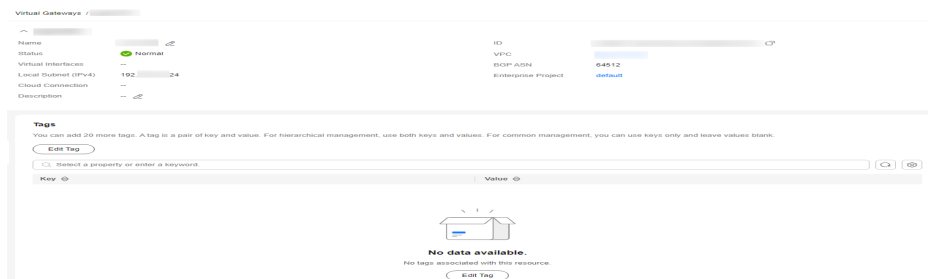 Virtual Gateways /
Name
ID
Status Normal
VPC
Virtual Interfaces --
BGP ASN 64512
Local Subnet (IPv4) 192. 24
Enterprise Project default
Cloud Connection --
Description --
Tags
You can add 20 more tags. A tag is a pair of key and value. For hierarchical management, use both keys and values. For common management, you can use keys only and leave values blank.
Edit Tag
Select a property or enter a keyword.
Key Value
No data available.
No tags associated with this resource.
Edit Tag